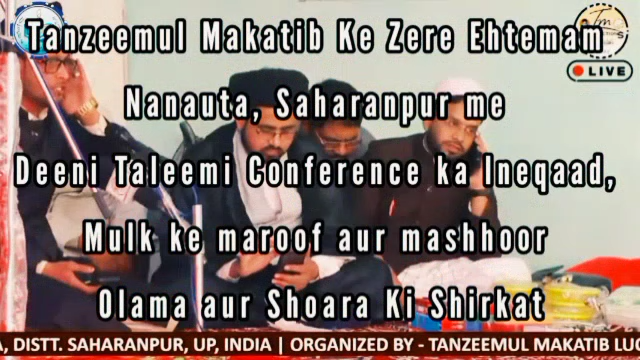 Tanzeemul Makatib Ke Zere Ehtemam
LIVE
Nanauta, Saharanpur me
Deeni Taleemi Conference ka Ineqaad,
Mulk ke maroof aur mashhoor
Olama aur Shoara Ki Shirkat
A, DISTT. SAHARANPUR, UP, INDIA | ORGANIZED BY - TANZEEMUL MAKATIB LUC